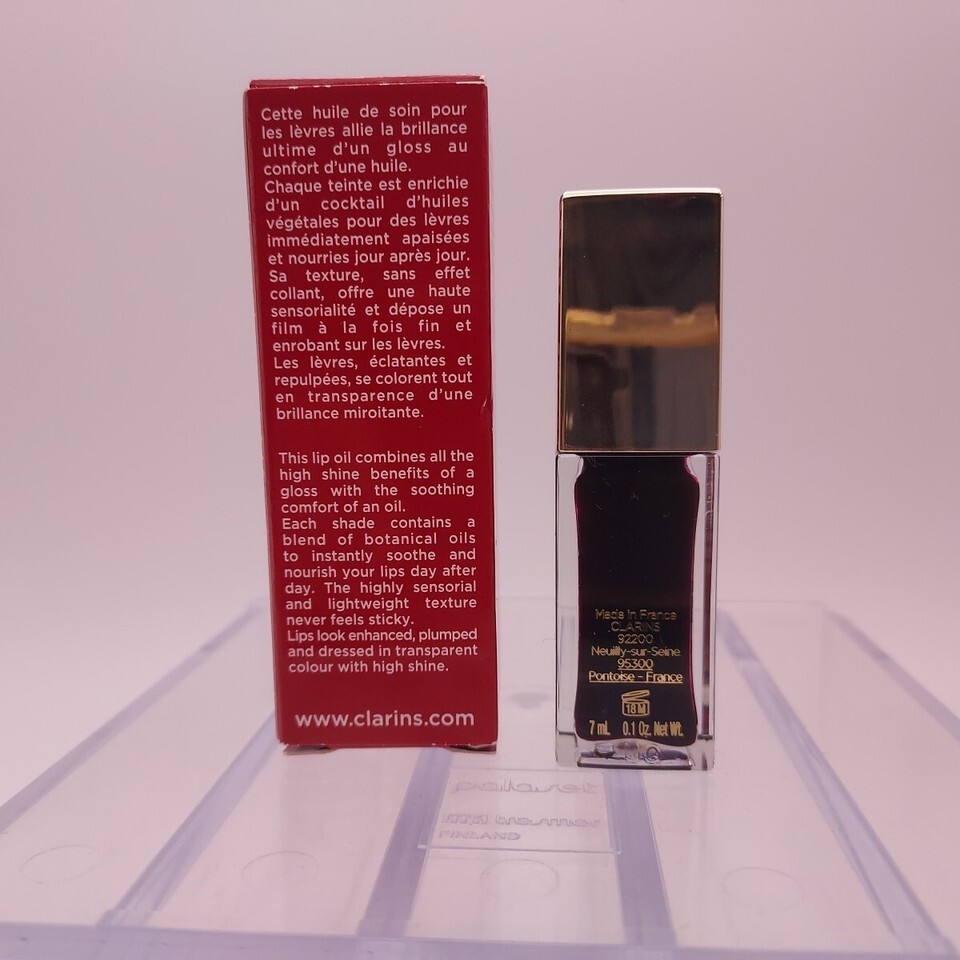 Cette huile de soin pour
les lèvres allie la brillance
ultime d'un gloss au
confort d'une huile.
Chaque teinte est enrichie
d'un cocktail d'huiles
végétales pour des lèvres
immédiatement apaisées
et nourries jour après jour.
Sa texture, sans effet
collant, offre une haute
sensorialité et dépose un
film à la fois fin et
enrobant sur les lèvres.
Les lèvres, éclatantes et
repulpées, se colorent tout
en transparence d'une
brillance miroitante.
This lip oil combines all the
high shine benefits of a
gloss with the soothing
comfort of an oil.
Each shade contains a
blend of botanical oils
to instantly soothe and
nourish your lips day after
day. The highly sensorial
and lightweight texture
never feels sticky.
Lips look enhanced, plumped
and dressed in transparent
colour with high shine.
www.clarins.com
Made in France
CLARINS
92200
Neuilly-sur-Seine
95300
Pontoise - France
18 M
7 mL 0.1 Oz. Net Wt.
palaset
FINLAND